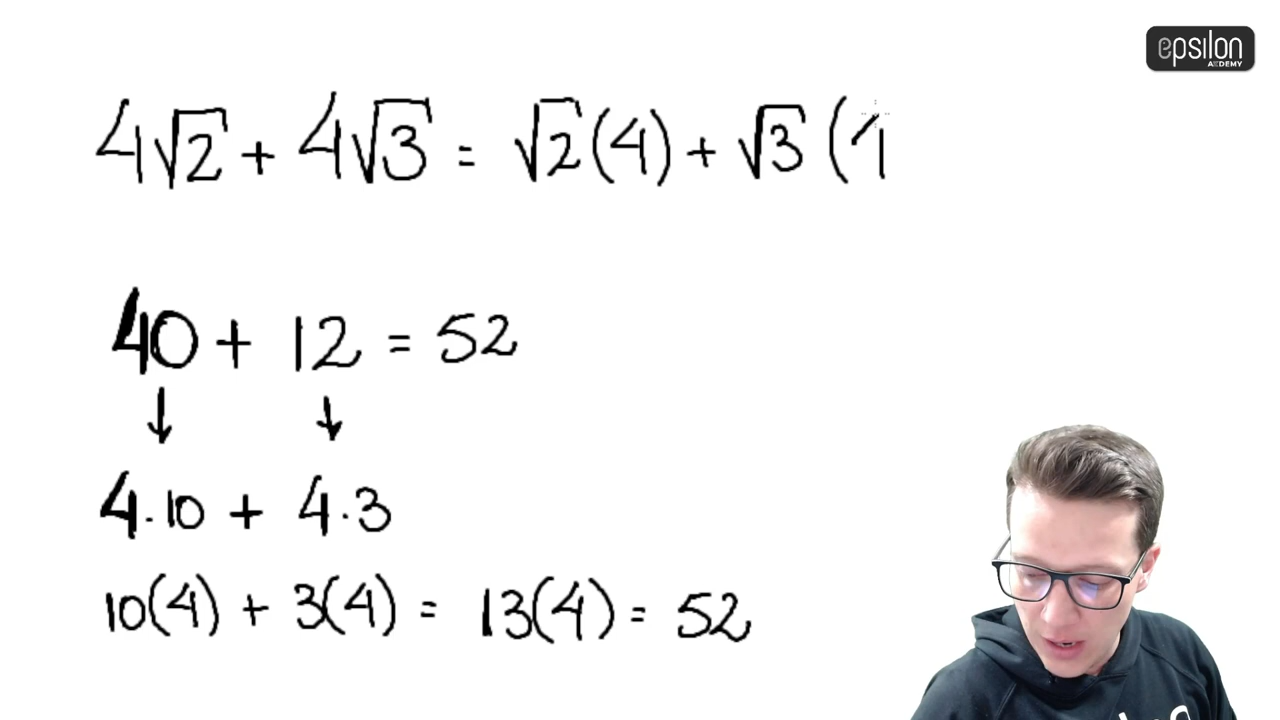 epsilon
AKDEMY
4√2 + 4√3 = √2(4) + √3(
40 + 12 = 52
↓ ↓
4·10 + 4·3
10(4) + 3(4) = 13(4) = 52